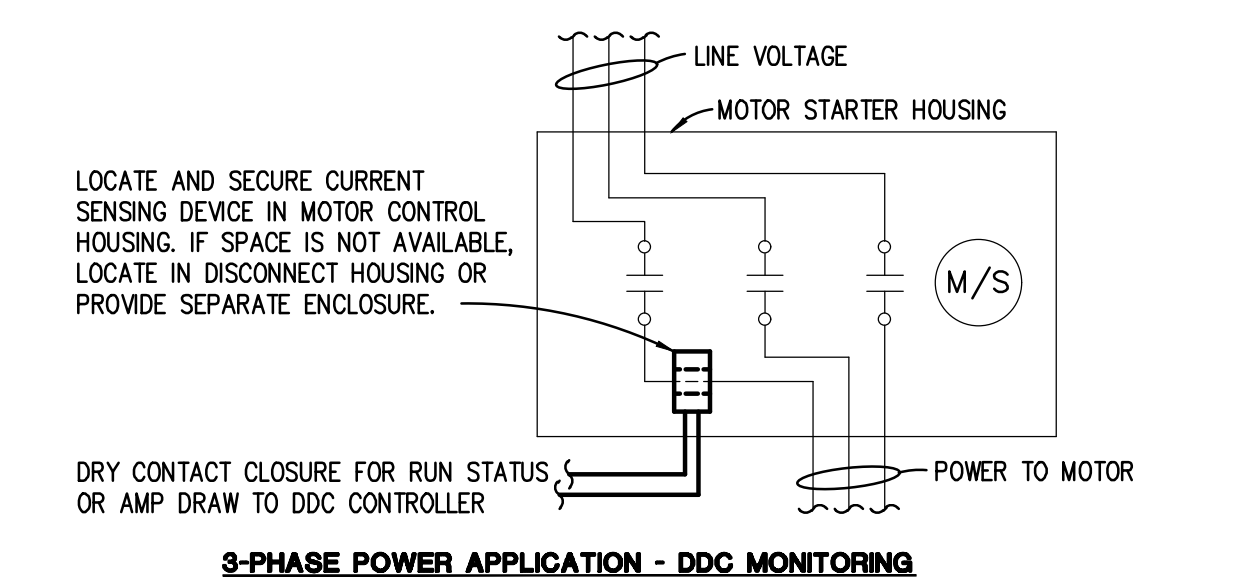 LINE VOLTAGE
MOTOR STARTER HOUSING
LOCATE AND SECURE CURRENT
SENSING DEVICE IN MOTOR CONTROL
HOUSING. IF SPACE IS NOT AVAILABLE,
LOCATE IN DISCONNECT HOUSING OR
PROVIDE SEPARATE ENCLOSURE.
M/S
DRY CONTACT CLOSURE FOR RUN STATUS
OR AMP DRAW TO DDC CONTROLLER
POWER TO MOTOR
3-PHASE POWER APPLICATION - DDC MONITORING